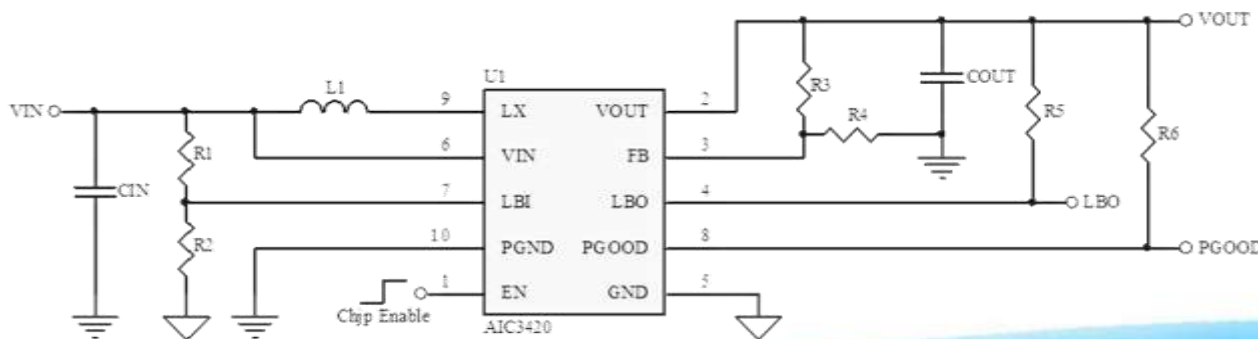 VOUT
U1
L1
COUT
R3
R4
R5
R6
VIN
9
LX
VOUT
2
6
VIN
FB
3
R1
CIN
7
LBI
LBO
4
LBO
R2
10
PGND
PGOOD
8
PGOOD
1
EN
GND
5
Chjp Enable
AIC3420